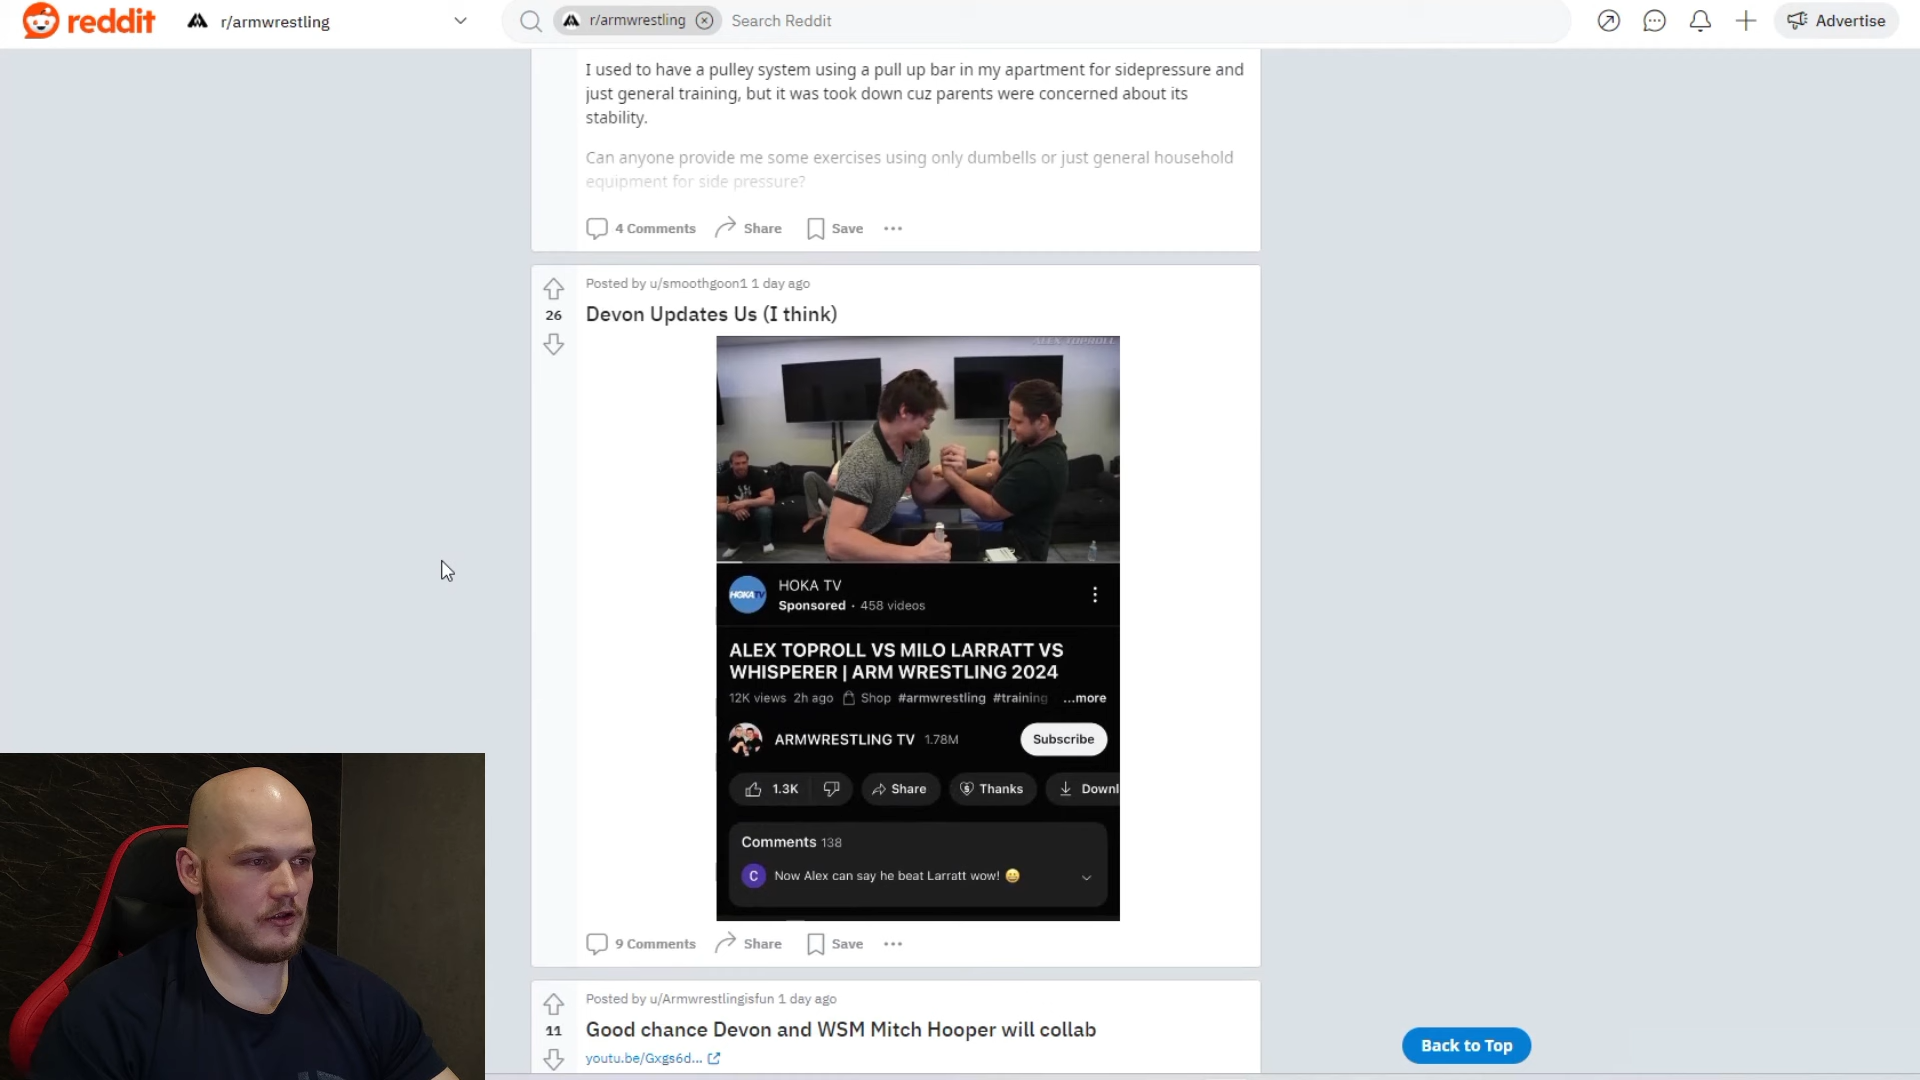 reddit
r/armwrestling
r/armwrestling
Search Reddit
Advertise
I used to have a pulley system using a pull up bar in my apartment for sidepressure and
just general training, but it was took down cuz parents were concerned about its
stability.
Can anyone provide me some exercises using only dumbells or just general household
equipment for side pressure?
4 Comments
Share
Save
Posted by u/smoothgoon1 1 day ago
26
Devon Updates Us (I think)
ALEX TOPROLL
HOKA TV
HOKA TV
Sponsored · 458 videos
ALEX TOPROLL VS MILO LARRATT VS
WHISPERER | ARM WRESTLING 2024
12K views 2h ago Shop #armwrestling #training ...more
ARMWRESTLING TV 1.78M
Subscribe
1.3K
Share
Thanks
Downl
Comments 138
C
Now Alex can say he beat Larratt wow! 😄
9 Comments
Share
Save
Posted by u/Armwrestlingisfun 1 day ago
11
Good chance Devon and WSM Mitch Hooper will collab
youtu.be/Gxgs6d...
Back to Top